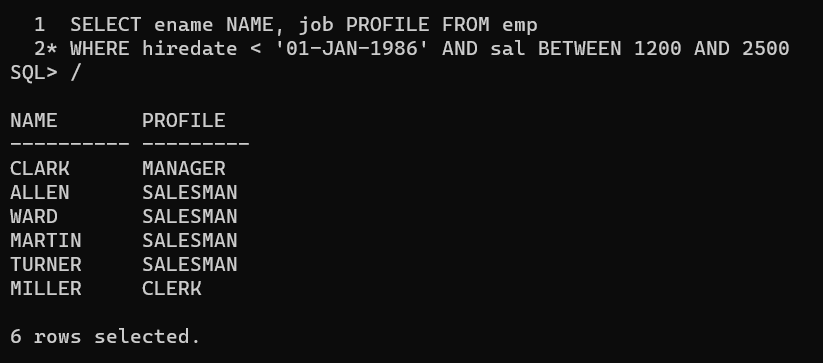 1  SELECT ename NAME, job PROFILE FROM emp
2* WHERE hiredate < '01-JAN-1986' AND sal BETWEEN 1200 AND 2500
SQL> /
NAME       PROFILE
---------- ---------
CLARK      MANAGER
ALLEN      SALESMAN
WARD       SALESMAN
MARTIN     SALESMAN
TURNER     SALESMAN
MILLER     CLERK
6 rows selected.